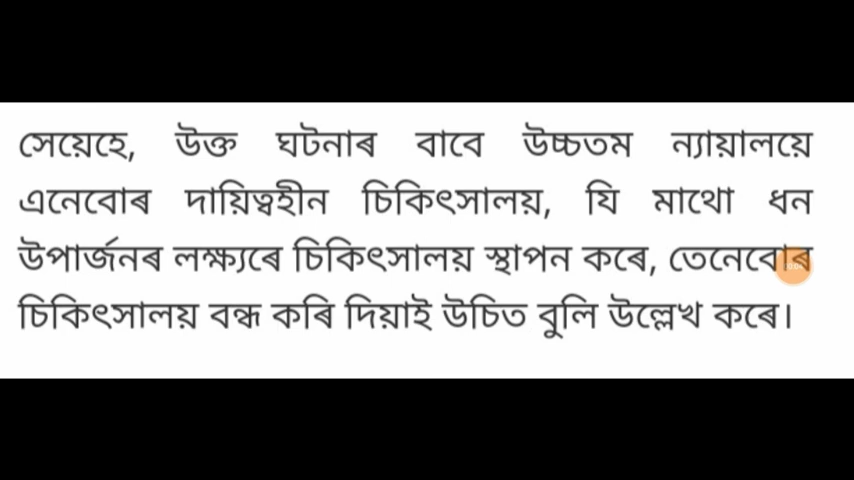 সেয়েহে, উক্ত ঘটনাৰ বাবে উচ্চতম ন্যায়ালয়ে
এনেবোৰ দায়িত্বহীন চিকিৎসালয়, যি মাথো ধন
উপাৰ্জনৰ লক্ষ্যৰে চিকিৎসালয় স্থাপন কৰে, তেনেবোৰ
চিকিৎসালয় বন্ধ কৰি দিয়াই উচিত বুলি উল্লেখ কৰে।